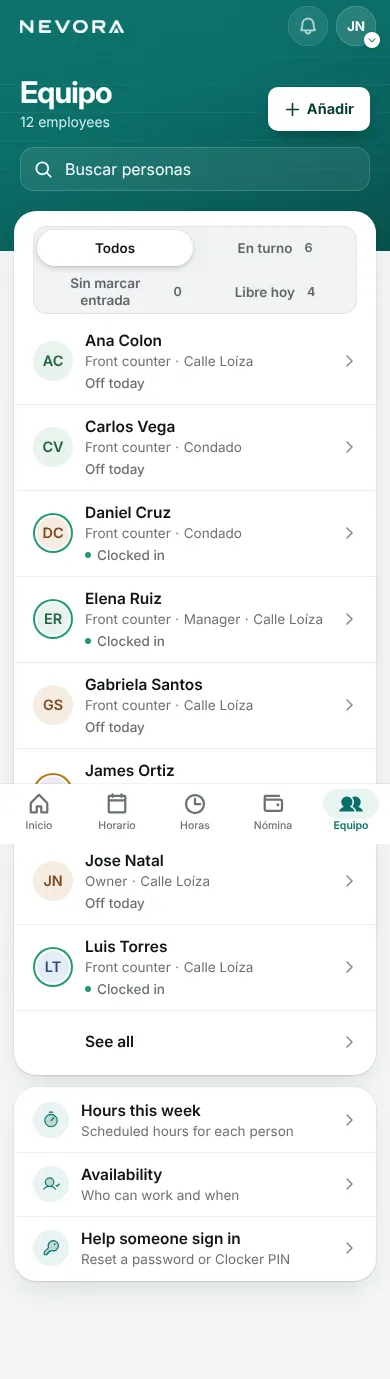 NEVORA
JN
Equipo
12 employees
Añadir
Buscar personas
Todos
En turno 6
Sin marcar entrada 0
Libre hoy 4
AC
Ana Colon
Front counter · Calle Loíza
Off today
CV
Carlos Vega
Front counter · Condado
Off today
DC
Daniel Cruz
Front counter · Condado
Clocked in
ER
Elena Ruiz
Front counter · Manager · Calle Loíza
Clocked in
GS
Gabriela Santos
Front counter · Calle Loíza
Off today
James Ortiz
Inicio
Horario
Horas
Nómina
Equipo
JN
Jose Natal
Owner · Calle Loíza
Off today
LT
Luis Torres
Front counter · Calle Loíza
Clocked in
See all
Hours this week
Scheduled hours for each person
Availability
Who can work and when
Help someone sign in
Reset a password or Clocker PIN